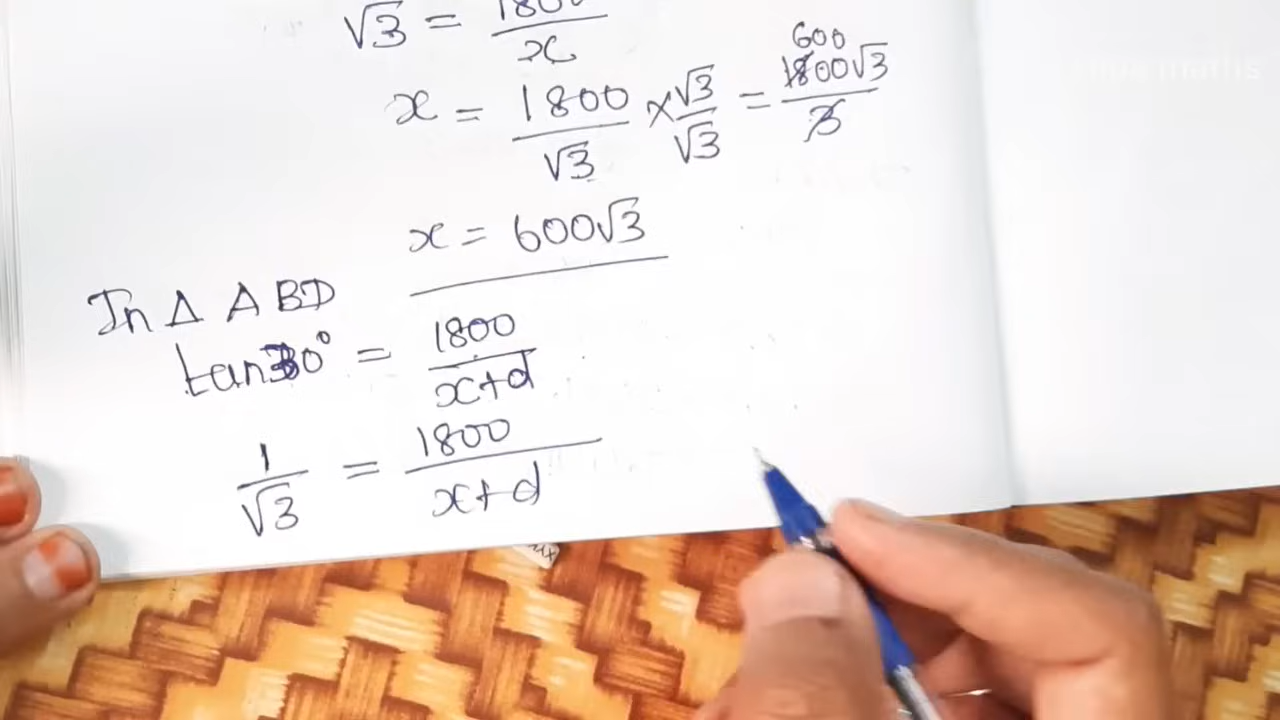 √3 = 1800/x
x = 1800/√3 × √3/√3 = 1800√3/3
600
x = 600√3
In Δ ABD
tan30° = 1800/x+d
1/√3 = 1800/x+d